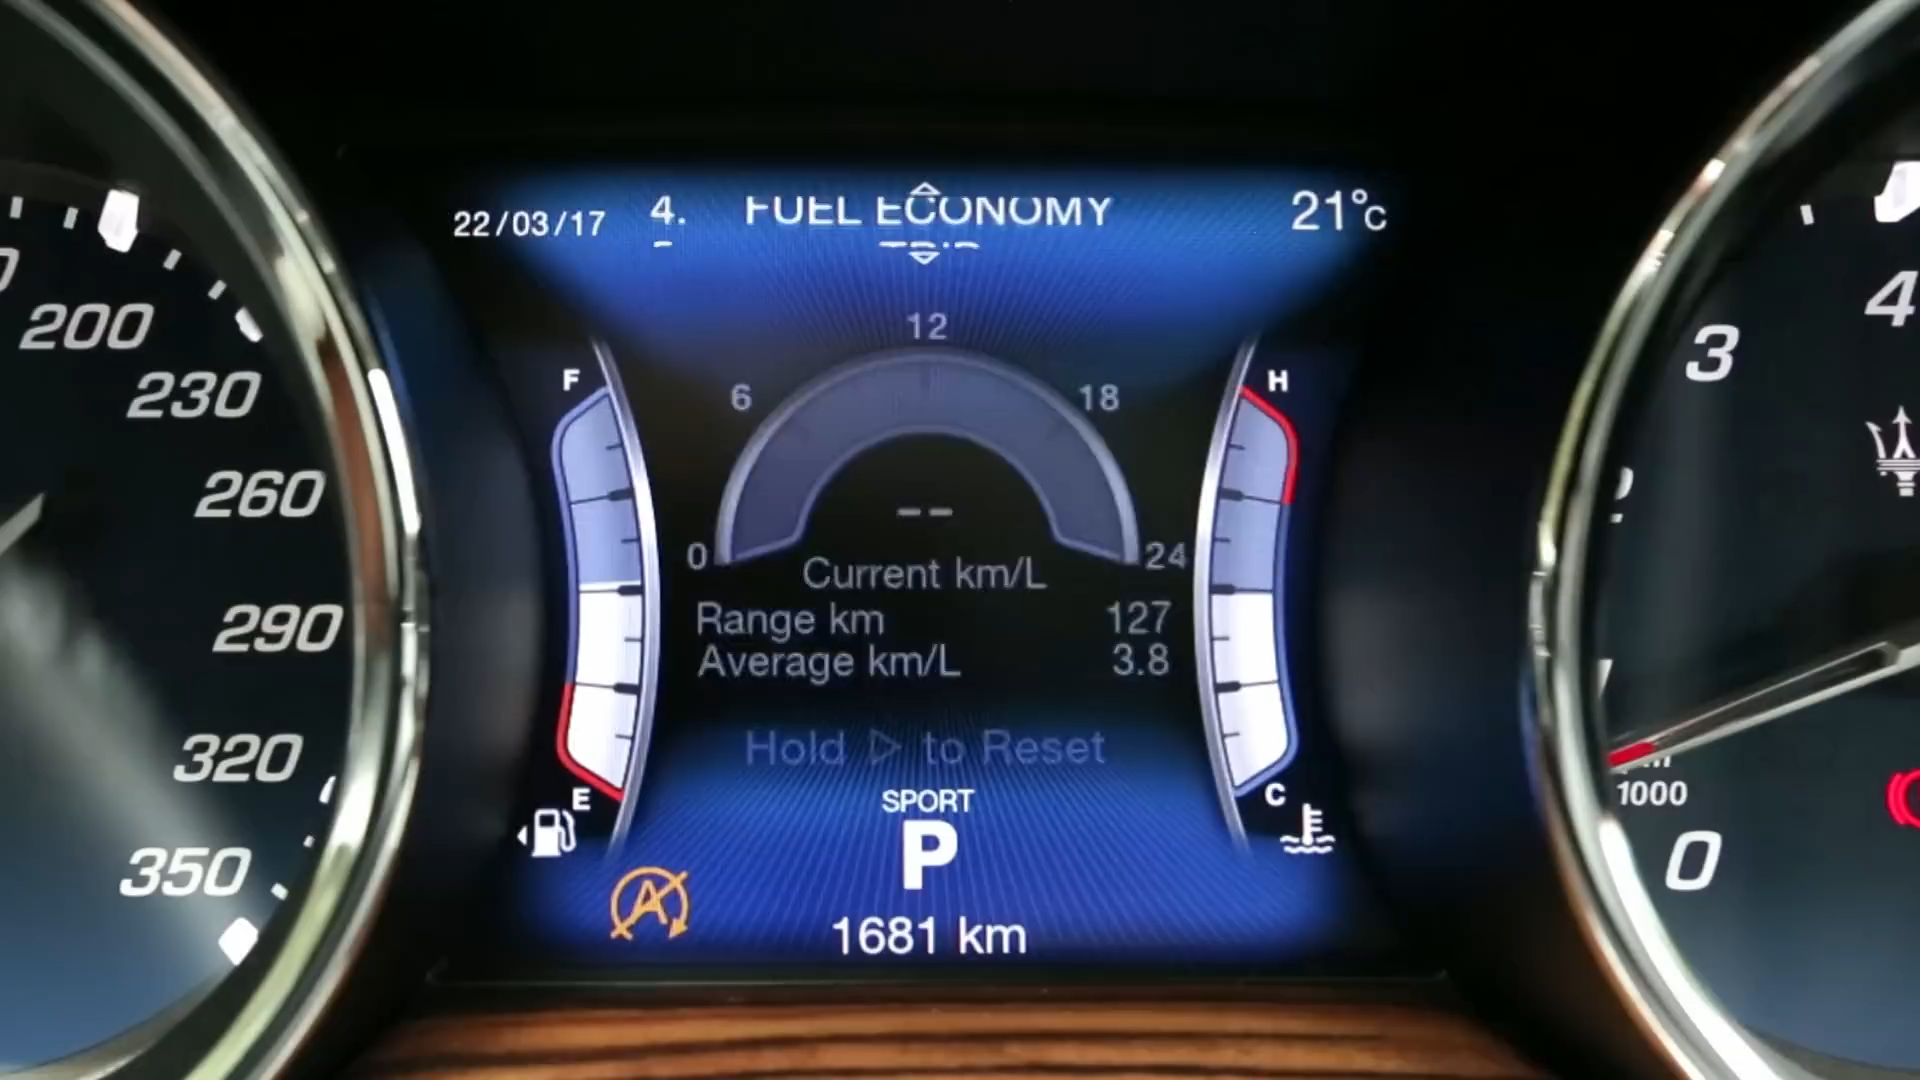 22/03/17 4. FUEL ECONOMY 21°C
12
6 18
F H
--
0 24
Current km/L
Range km 127
Average km/L 3.8
Hold ▷ to Reset
E SPORT C
P
A
1681 km
200
230
260
290
320
350
4
3
1000
0